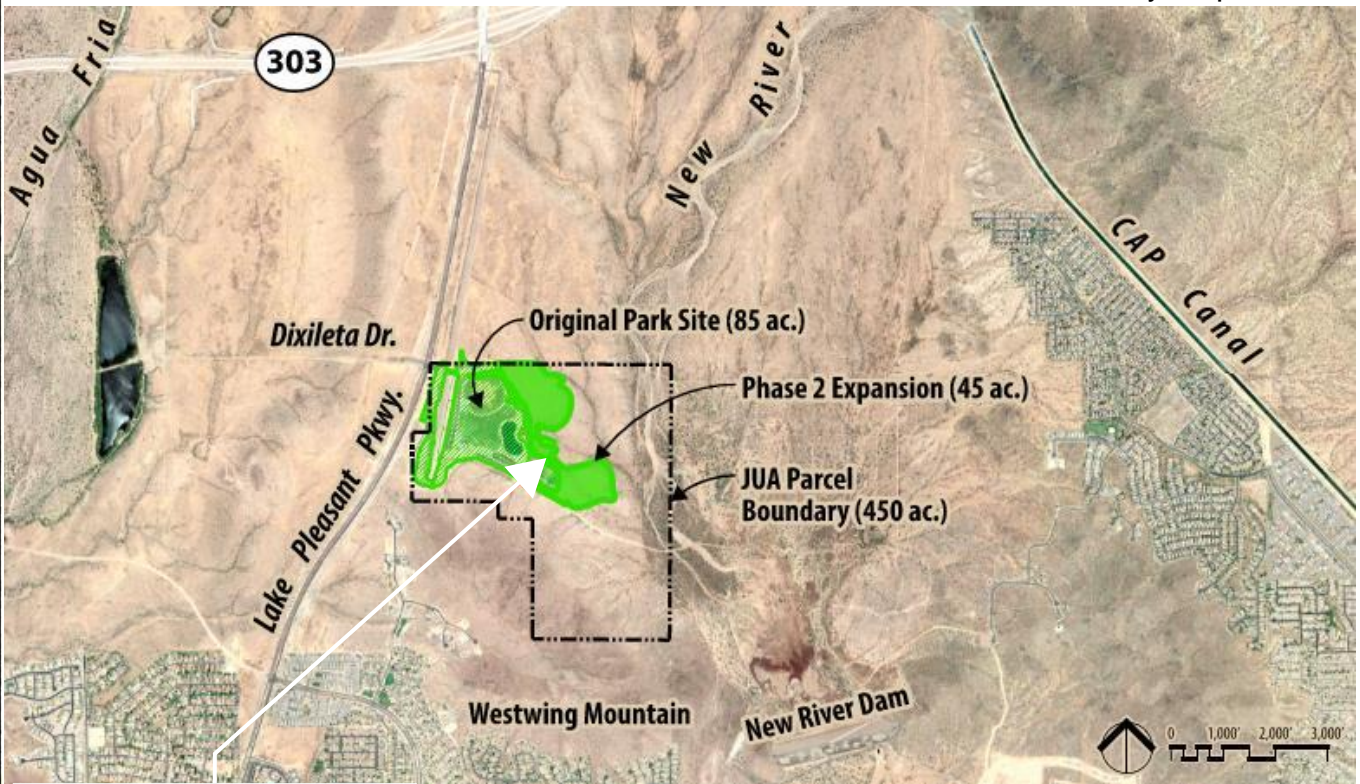 303
Agua Fria
New River
CAP Canal
Dixileta Dr.
Original Park Site (85 ac.)
Phase 2 Expansion (45 ac.)
Lake Pleasant Pkwy.
JUA Parcel
Boundary (450 ac.)
Westwing Mountain
New River Dam
0 1,000' 2,000' 3,000'